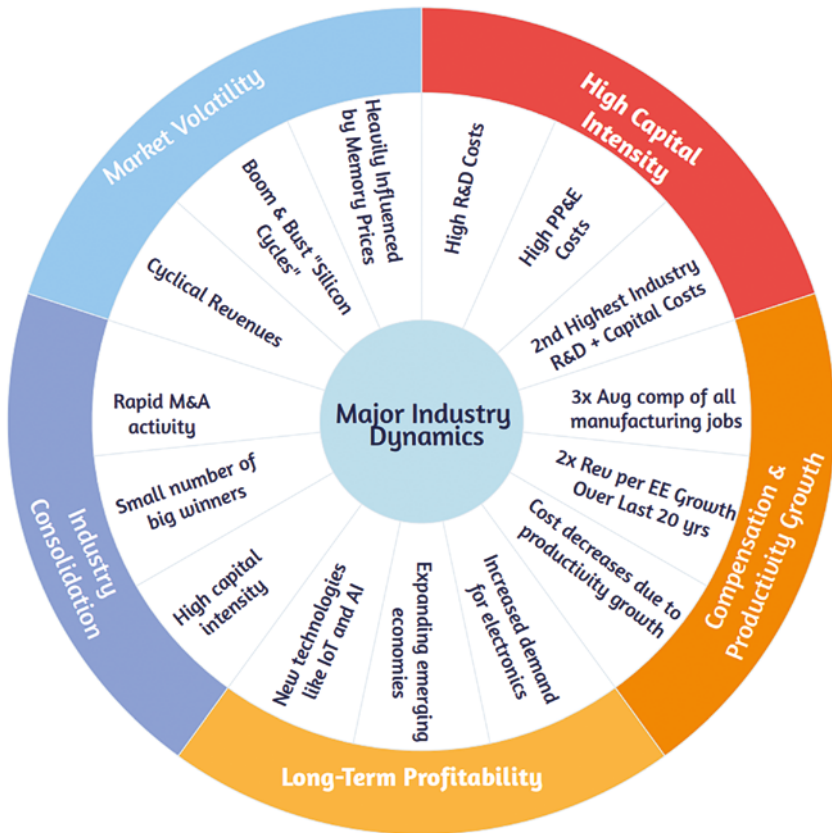 Major Industry
Dynamics
High Capital
Intensity
High R&D Costs
High PP&E
Costs
2nd Highest Industry
R&D + Capital Costs
Compensation &
Productivity Growth
3x Avg comp of all
manufacturing jobs
2x Rev per EE Growth
Over Last 20 yrs
Cost decreases due to
productivity growth
Long-Term Profitability
Increased demand
for electronics
Expanding emerging
economies
New technologies
like IoT and AI
Industry
Consolidation
High capital
intensity
Small number of
big winners
Rapid M&A
activity
Market Volatility
Cyclical Revenues
Boom & Bust "Silicon
Cycles"
Heavily Influenced
by Memory Prices